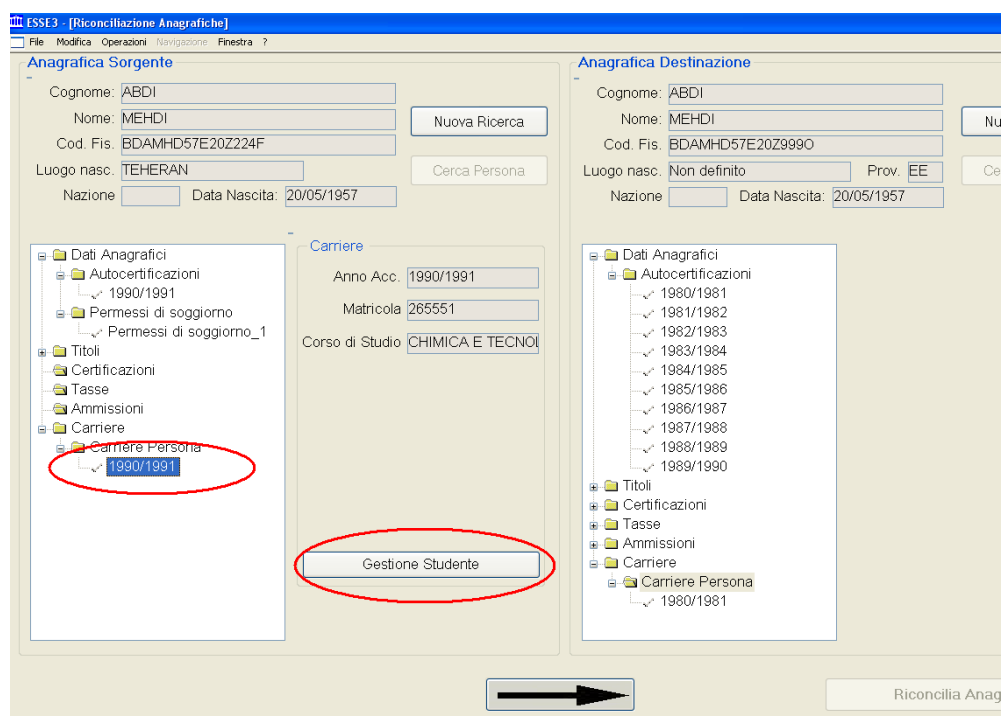 ESSE3 - [Riconciliazione Anagrafiche]
File Modifica Operazioni Navigazione Finestra ?
Anagrafica Sorgente
Cognome: ABDI
Nome: MEHDI
Nuova Ricerca
Cod. Fis. BDAMHD57E20Z224F
Luogo nasc. TEHERAN
Cerca Persona
Nazione Data Nascita: 20/05/1957
Dati Anagrafici
Autocertificazioni
1990/1991
Permessi di soggiorno
Permessi di soggiorno_1
Titoli
Certificazioni
Tasse
Ammissioni
Carriere
Carriere Persona
1990/1991
Carriere
Anno Acc. 1990/1991
Matricola 265551
Corso di Studio CHIMICA E TECNOL
Gestione Studente
Anagrafica Destinazione
Cognome: ABDI
Nome: MEHDI
Nu
Cod. Fis. BDAMHD57E20Z999O
Luogo nasc. Non definito Prov. EE
Ce
Nazione Data Nascita: 20/05/1957
Dati Anagrafici
Autocertificazioni
1980/1981
1981/1982
1982/1983
1983/1984
1984/1985
1985/1986
1986/1987
1987/1988
1988/1989
1989/1990
Titoli
Certificazioni
Tasse
Ammissioni
Carriere
Carriere Persona
1980/1981
Riconcilia Anag